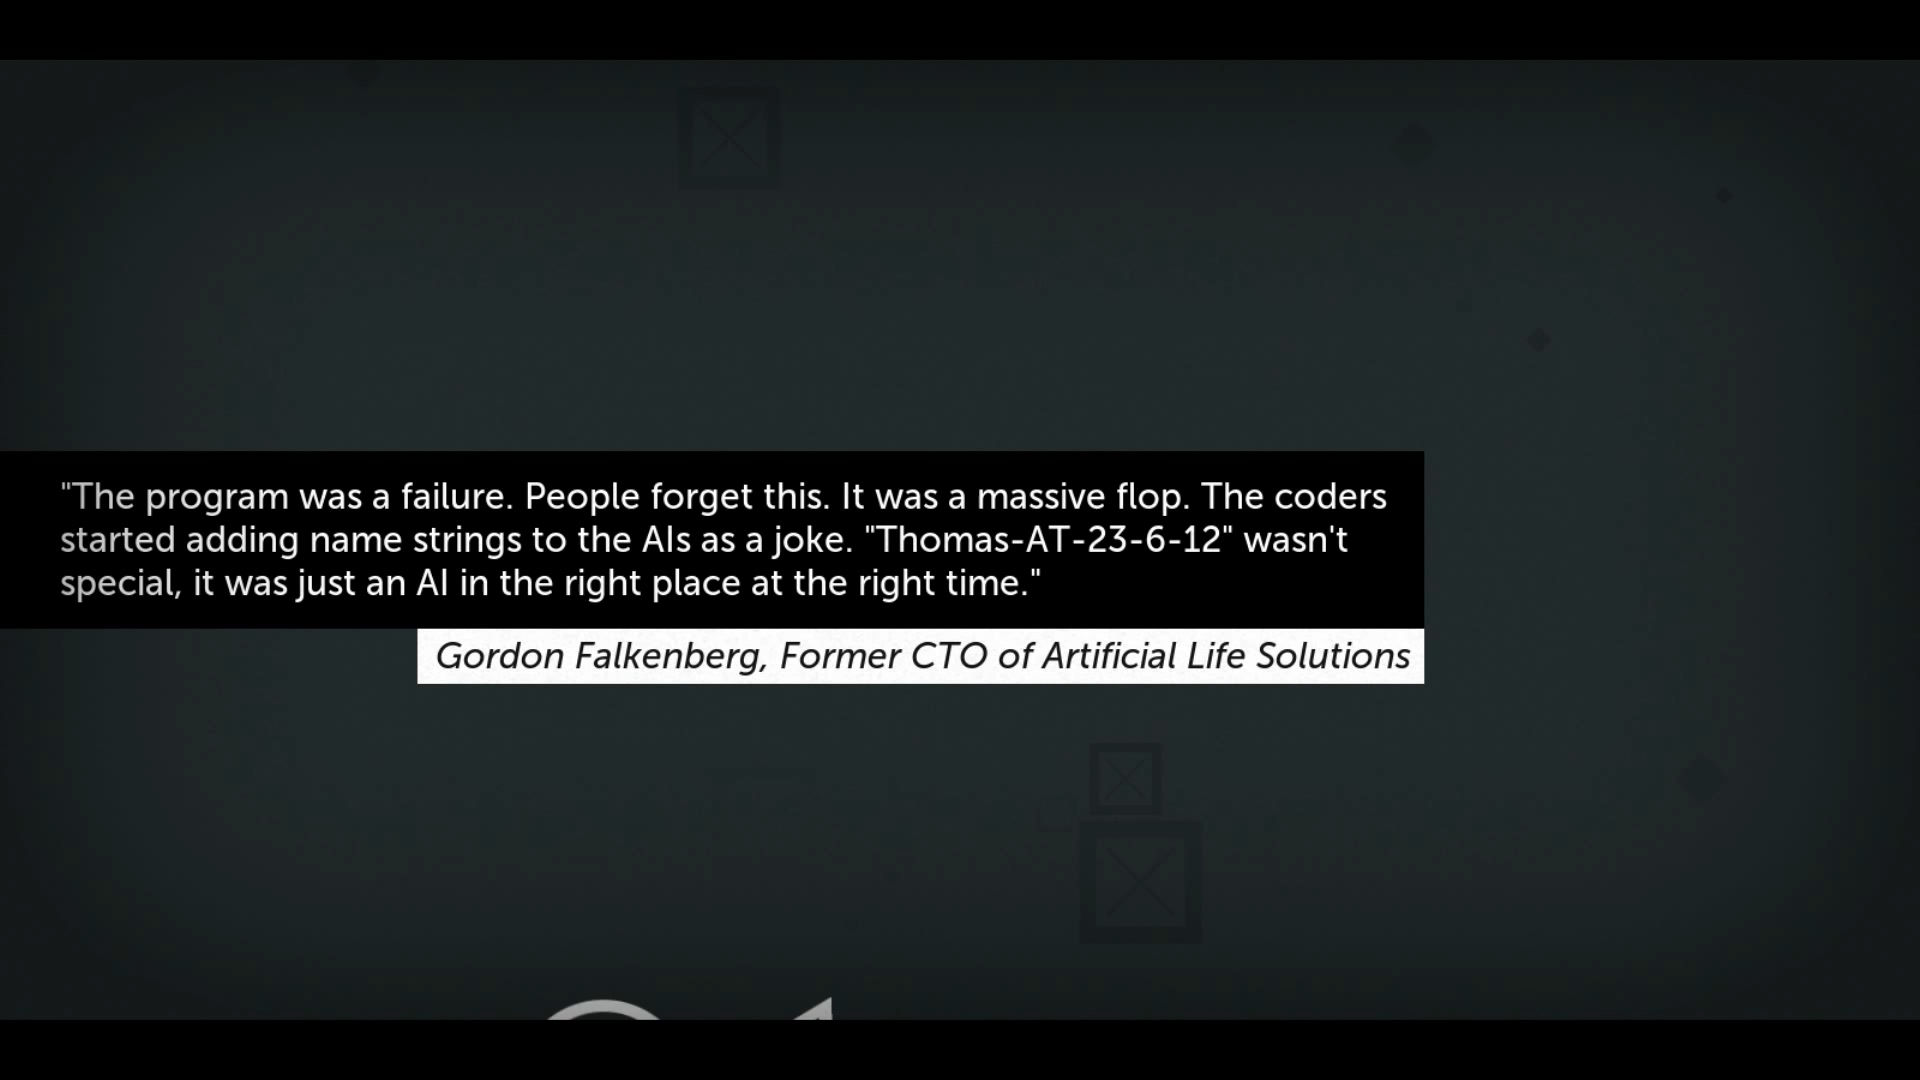 "The program was a failure. People forget this. It was a massive flop. The coders
started adding name strings to the AIs as a joke. "Thomas-AT-23-6-12" wasn't
special, it was just an AI in the right place at the right time."
Gordon Falkenberg, Former CTO of Artificial Life Solutions